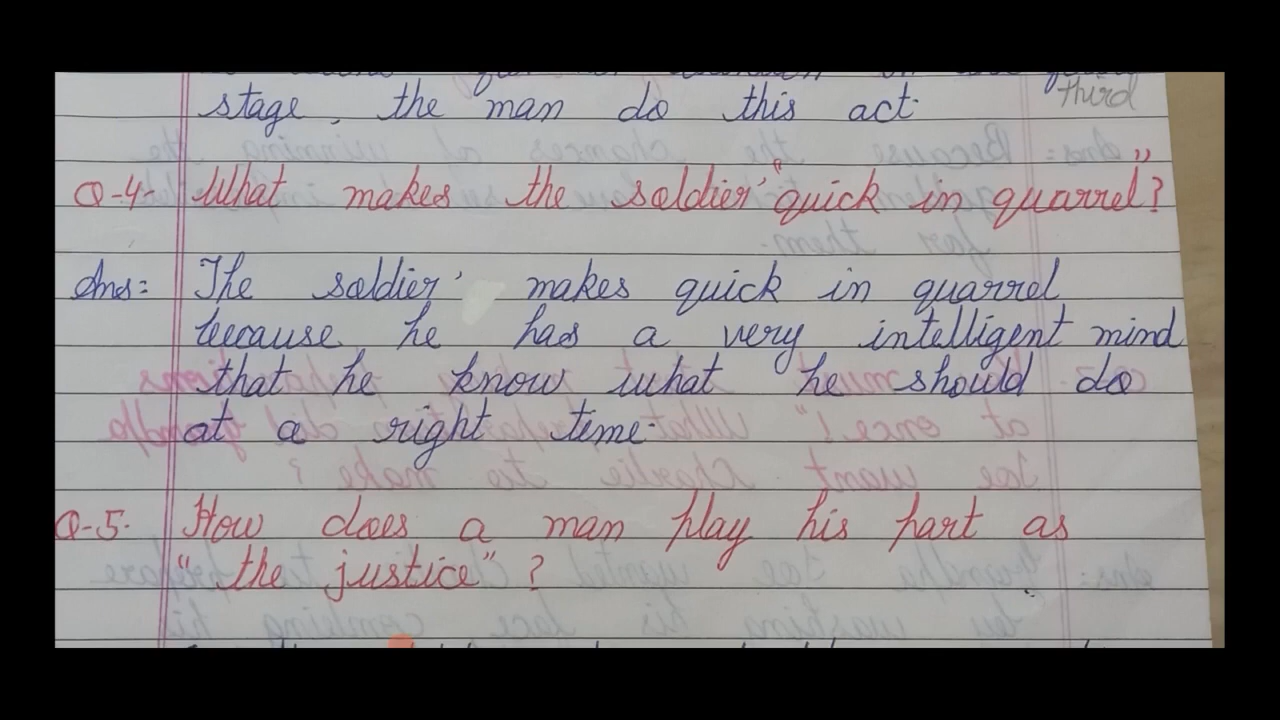 stage, the man do this act.
third
Q-4- What makes the soldier' "quick in quarrel"?
Ans= The soldier' makes quick in quarrel
because he has a very intelligent mind
that he know what he should do
at a right time.
Q-5. How does a man play his part as
"the justice" ?